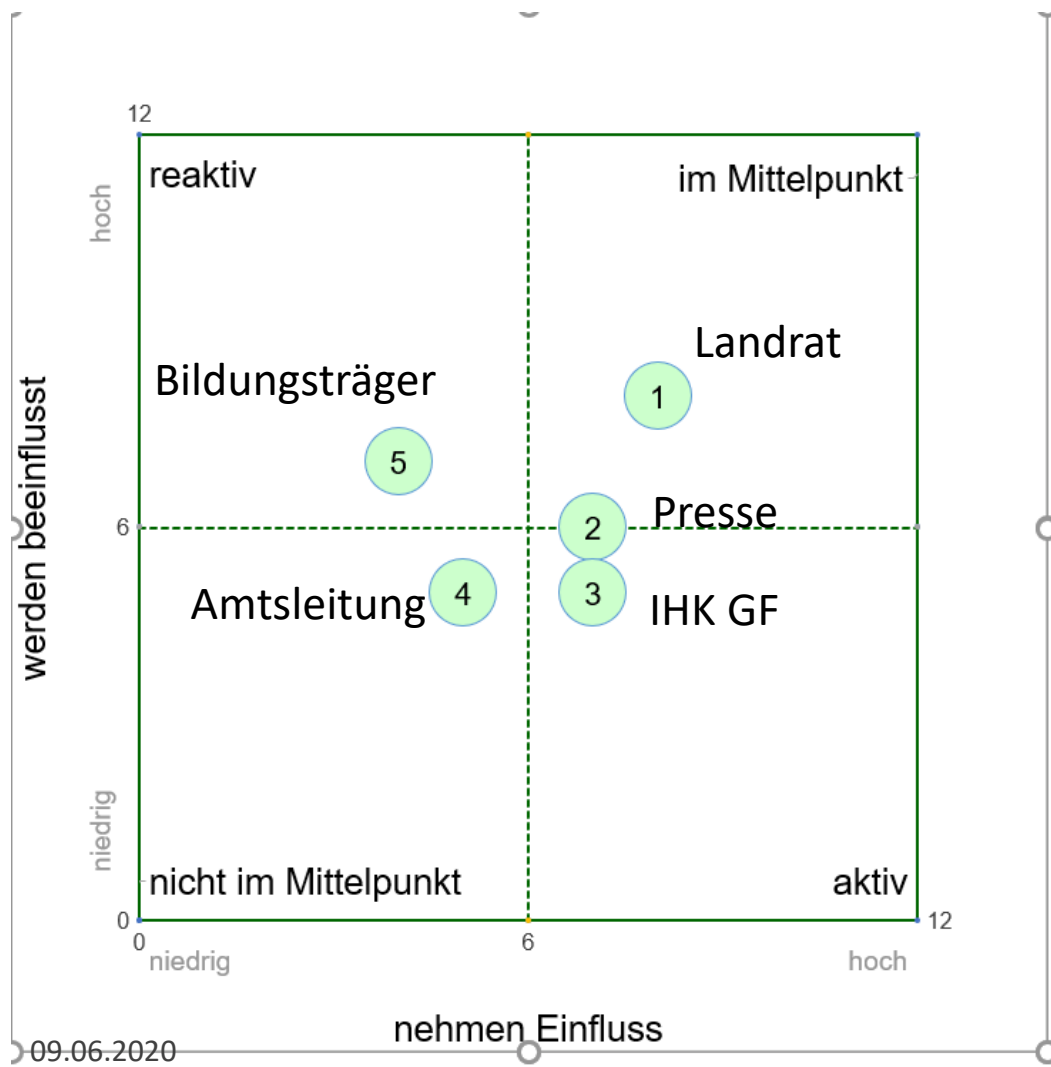 12
reaktiv
im Mittelpunkt
hoch
Landrat
Bildungsträger
1
5
werden beeinflusst
Presse
6
2
Amtsleitung
4
3
IHK GF
niedrig
nicht im Mittelpunkt
aktiv
0
12
0
6
niedrig
hoch
nehmen Einfluss
09.06.2020